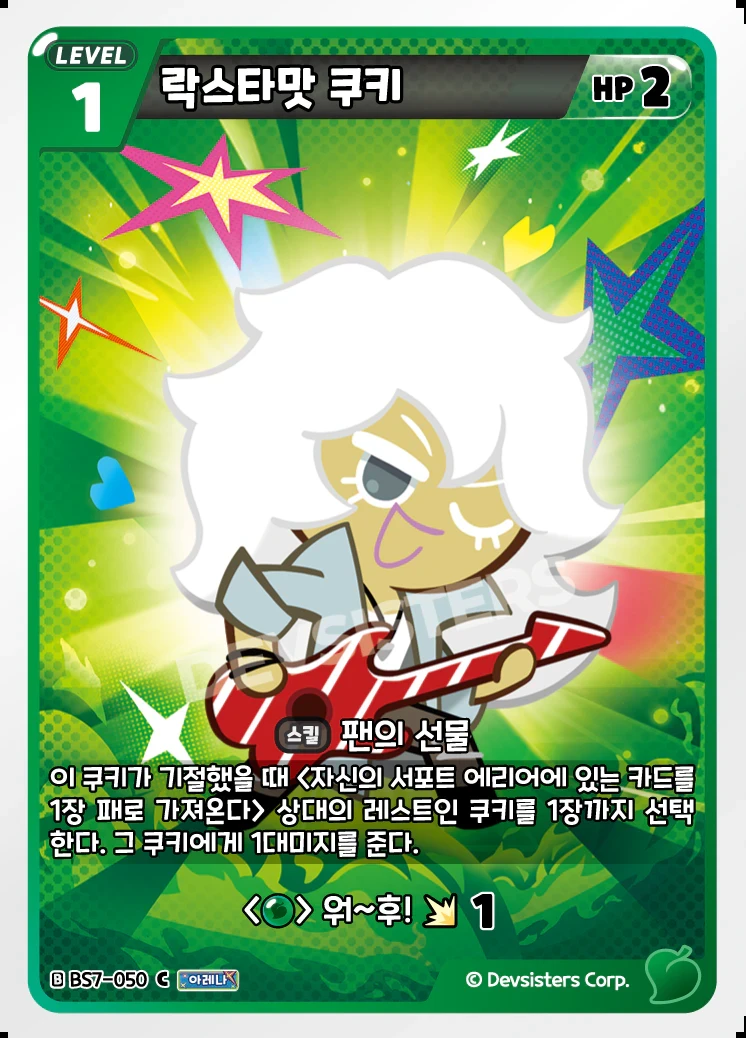 LEVEL
1
락스타맛 쿠키
HP 2
DEVSISTERS
스킬 팬의 선물
이 쿠키가 기절했을 때 <자신의 서포트 에리어에 있는 카드를
1장 패로 가져온다> 상대의 레스트인 쿠키를 1장까지 선택
한다. 그 쿠키에게 1대미지를 준다.
< > 워~후! 1
B BS7-050 C 아레나
© Devsisters Corp.